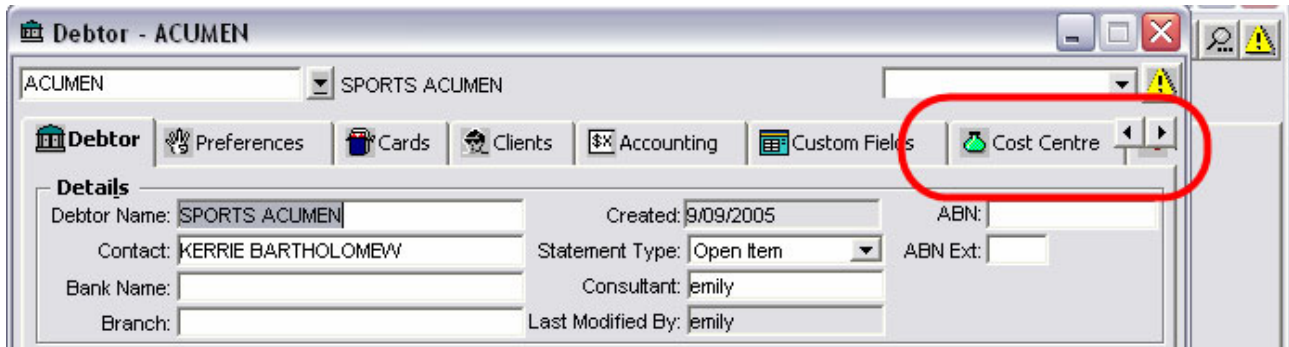 Debtor - ACUMEN
ACUMEN SPORTS ACUMEN
Debtor Preferences Cards Clients Accounting Custom Fields Cost Centre
Details
Debtor Name: SPORTS ACUMEN Created: 9/09/2005 ABN:
Contact: KERRIE BARTHOLOMEW Statement Type: Open Item ABN Ext:
Bank Name: Consultant: emily
Branch: Last Modified By: emily